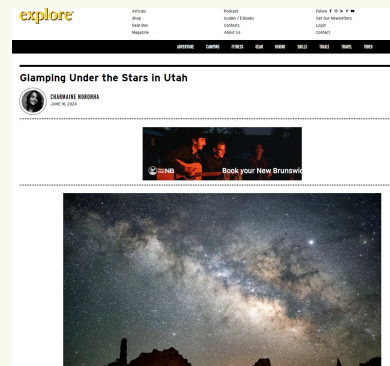 explore
Articles
Shop
Gear Box
Magazine
Podcast
Guides / E-Books
Contests
About Us
Follow
Get Our Newsletters
Login
Contact
ADVENTURE CAMPING FITNESS GEAR HIKING SKILLS TRAILS TRAVEL VIDEO
Glamping Under the Stars in Utah
CHARMAINE NORONHA
JUNE 16, 2024
NB
Book your New Brunswic